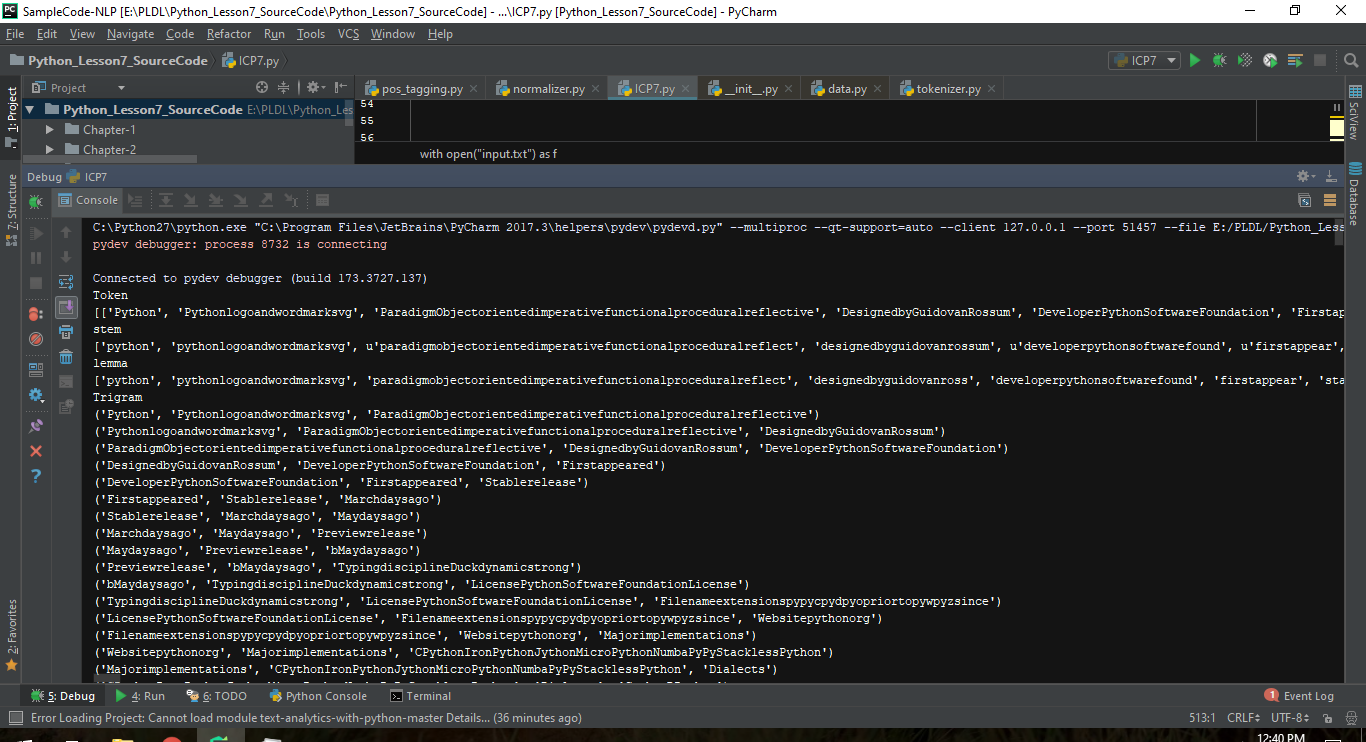 SampleCode-NLP [E:\PLDL\Python_Lesson7_SourceCode\Python_Lesson7_SourceCode] - ...\ICP7.py [Python_Lesson7_SourceCode] - PyCharm
File Edit View Navigate Code Refactor Run Tools VCS Window Help
Python_Lesson7_SourceCode ICP7.py ICP7
Project pos_tagging.py normalizer.py ICP7.py __init__.py data.py tokenizer.py
1: Project
7: Structure
2: Favorites
SciView
Database
Python_Lesson7_SourceCode E:\PLDL\Python_Les
Chapter-1
Chapter-2
54
55
56
with open("input.txt") as f
Debug ICP7
Console
C:\Python27\python.exe "C:\Program Files\JetBrains\PyCharm 2017.3\helpers\pydev\pydevd.py" --multiproc --qt-support=auto --client 127.0.0.1 --port 51457 --file E:/PLDL/Python_Less
pydev debugger: process 8732 is connecting
Connected to pydev debugger (build 173.3727.137)
Token
[['Python', 'Pythonlogoandwordmarksvg', 'ParadigmObjectorientedimperativefunctionalproceduralreflective', 'DesignedbyGuidovanRossum', 'DeveloperPythonSoftwareFoundation', 'Firstap
stem
['python', 'pythonlogoandwordmarksvg', u'paradigmobjectorientedimperativefunctionalproceduralreflect', 'designedbyguidovanrossum', u'developerpythonsoftwarefound', u'firstappear',
lemma
['python', 'pythonlogoandwordmarksvg', 'paradigmobjectorientedimperativefunctionalproceduralreflect', 'designedbyguidovanross', 'developerpythonsoftwarefound', 'firstappear', 'sta
Trigram
('Python', 'Pythonlogoandwordmarksvg', 'ParadigmObjectorientedimperativefunctionalproceduralreflective')
('Pythonlogoandwordmarksvg', 'ParadigmObjectorientedimperativefunctionalproceduralreflective', 'DesignedbyGuidovanRossum')
('ParadigmObjectorientedimperativefunctionalproceduralreflective', 'DesignedbyGuidovanRossum', 'DeveloperPythonSoftwareFoundation')
('DesignedbyGuidovanRossum', 'DeveloperPythonSoftwareFoundation', 'Firstappeared')
('DeveloperPythonSoftwareFoundation', 'Firstappeared', 'Stablerelease')
('Firstappeared', 'Stablerelease', 'Marchdaysago')
('Stablerelease', 'Marchdaysago', 'Maydaysago')
('Marchdaysago', 'Maydaysago', 'Previewrelease')
('Maydaysago', 'Previewrelease', 'bMaydaysago')
('Previewrelease', 'bMaydaysago', 'TypingdisciplineDuckdynamicstrong')
('bMaydaysago', 'TypingdisciplineDuckdynamicstrong', 'LicensePythonSoftwareFoundationLicense')
('TypingdisciplineDuckdynamicstrong', 'LicensePythonSoftwareFoundationLicense', 'Filenameextensionspypycpydpyopriortopywpyzsince')
('LicensePythonSoftwareFoundationLicense', 'Filenameextensionspypycpydpyopriortopywpyzsince', 'Websitepythonorg')
('Filenameextensionspypycpydpyopriortopywpyzsince', 'Websitepythonorg', 'Majorimplementations')
('Websitepythonorg', 'Majorimplementations', 'CPythonIronPythonJythonMicroPythonNumbaPyPyStacklessPython')
('Majorimplementations', 'CPythonIronPythonJythonMicroPythonNumbaPyPyStacklessPython', 'Dialects')
5: Debug 4: Run 6: TODO Python Console Terminal 1 Event Log
Error Loading Project: Cannot load module text-analytics-with-python-master Details... (36 minutes ago) 513:1 CRLF UTF-8
12:40 PM